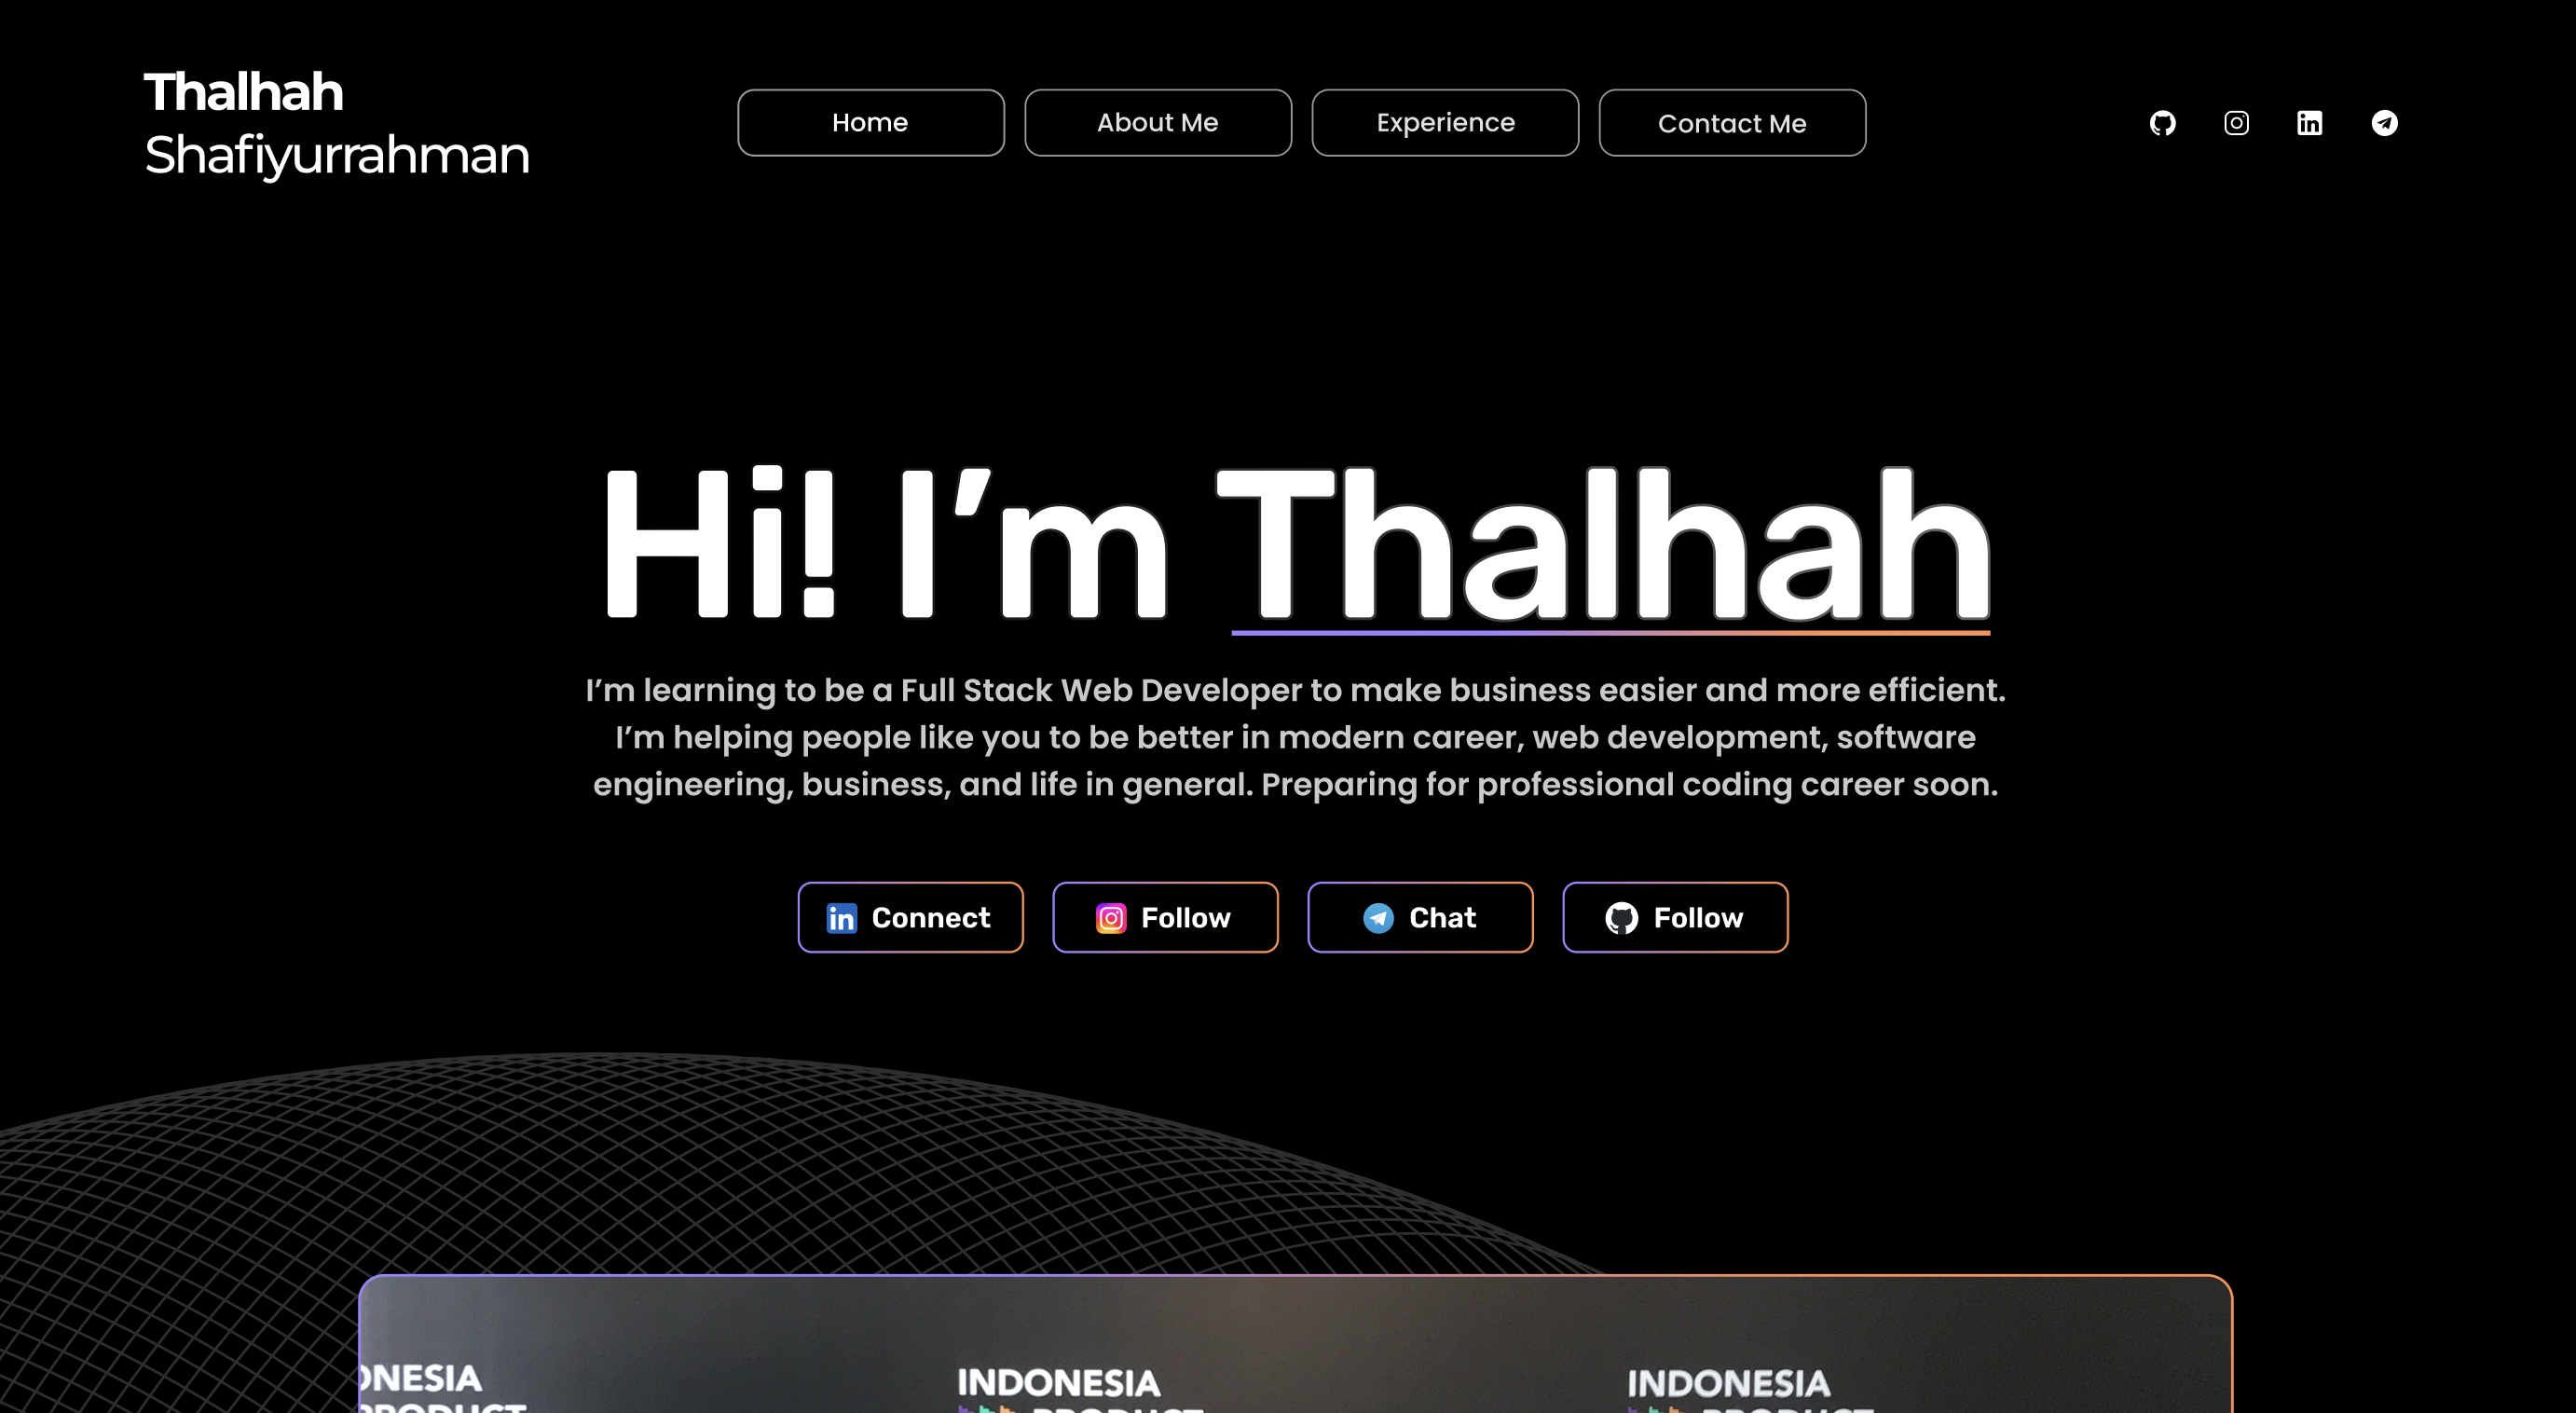 Thalhah
Shafiyurrahman
Home
About Me
Experience
Contact Me
Hi! I’m Thalhah
I’m learning to be a Full Stack Web Developer to make business easier and more efficient.
I’m helping people like you to be better in modern career, web development, software
engineering, business, and life in general. Preparing for professional coding career soon.
Connect
Follow
Chat
Follow
INDONESIA
INDONESIA